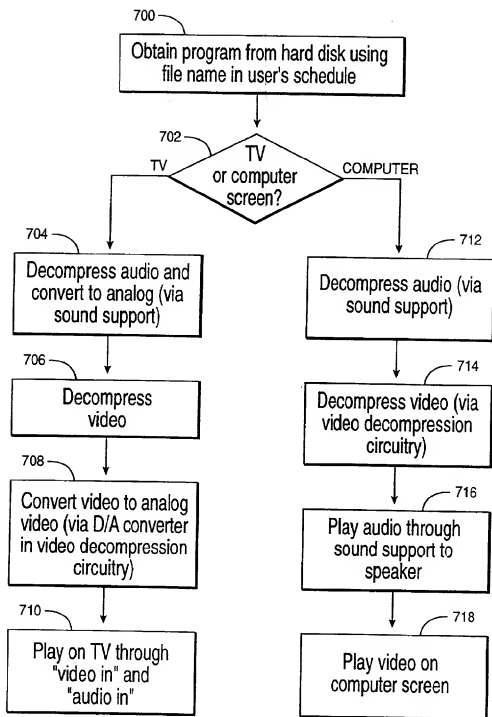 700
Obtain program from hard disk using
file name in user's schedule
702
TV
or computer
screen?
TV
COMPUTER
704
Decompress audio and
convert to analog (via
sound support)
706
Decompress
video
708
Convert video to analog
video (via D/A converter
in video decompression
circuitry)
710
Play on TV through
"video in" and
"audio in"
712
Decompress audio (via
sound support)
714
Decompress video (via
video decompression
circuitry)
716
Play audio through
sound support to
speaker
718
Play video on
computer screen